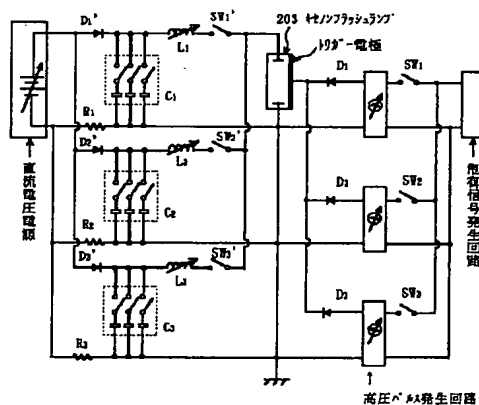 203 キセノンフラッシュランプ
トリガー電極
D1'
L1
SW1'
C1
R1
D2'
L2
SW2'
C2
R2
D3'
L3
SW3'
C3
R3
D1
SW1
D2
SW2
D3
SW3
直流電圧電源
制御信号発生回路
高圧パルス発生回路